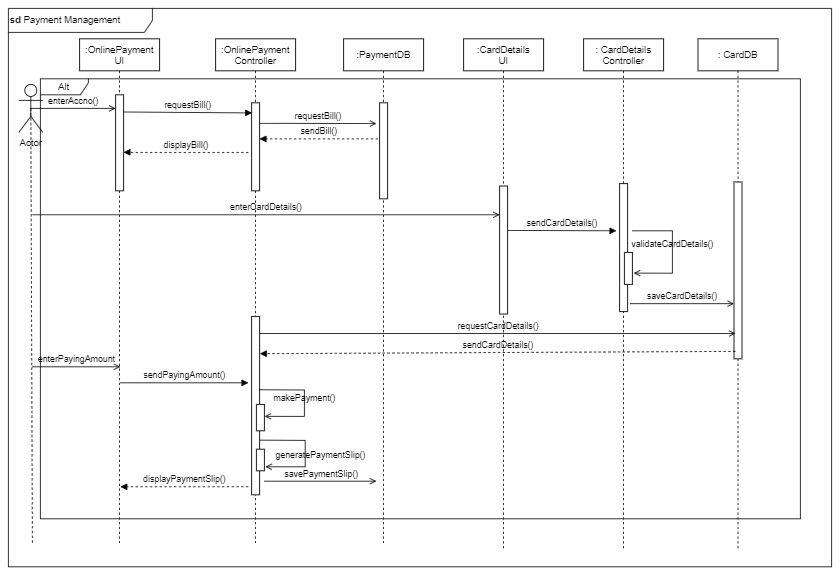 sd Payment Management
:OnlinePayment
UI
:OnlinePayment
Controller
:PaymentDB
:CardDetails
UI
: CardDetails
Controller
: CardDB
Alt
enterAccno()
requestBill()
requestBill()
sendBill()
displayBill()
Actor
enterCardDetails()
sendCardDetails()
validateCardDetails()
saveCardDetails()
requestCardDetails()
sendCardDetails()
enterPayingAmount
sendPayingAmount()
makePayment()
generatePaymentSlip()
savePaymentSlip()
displayPaymentSlip()